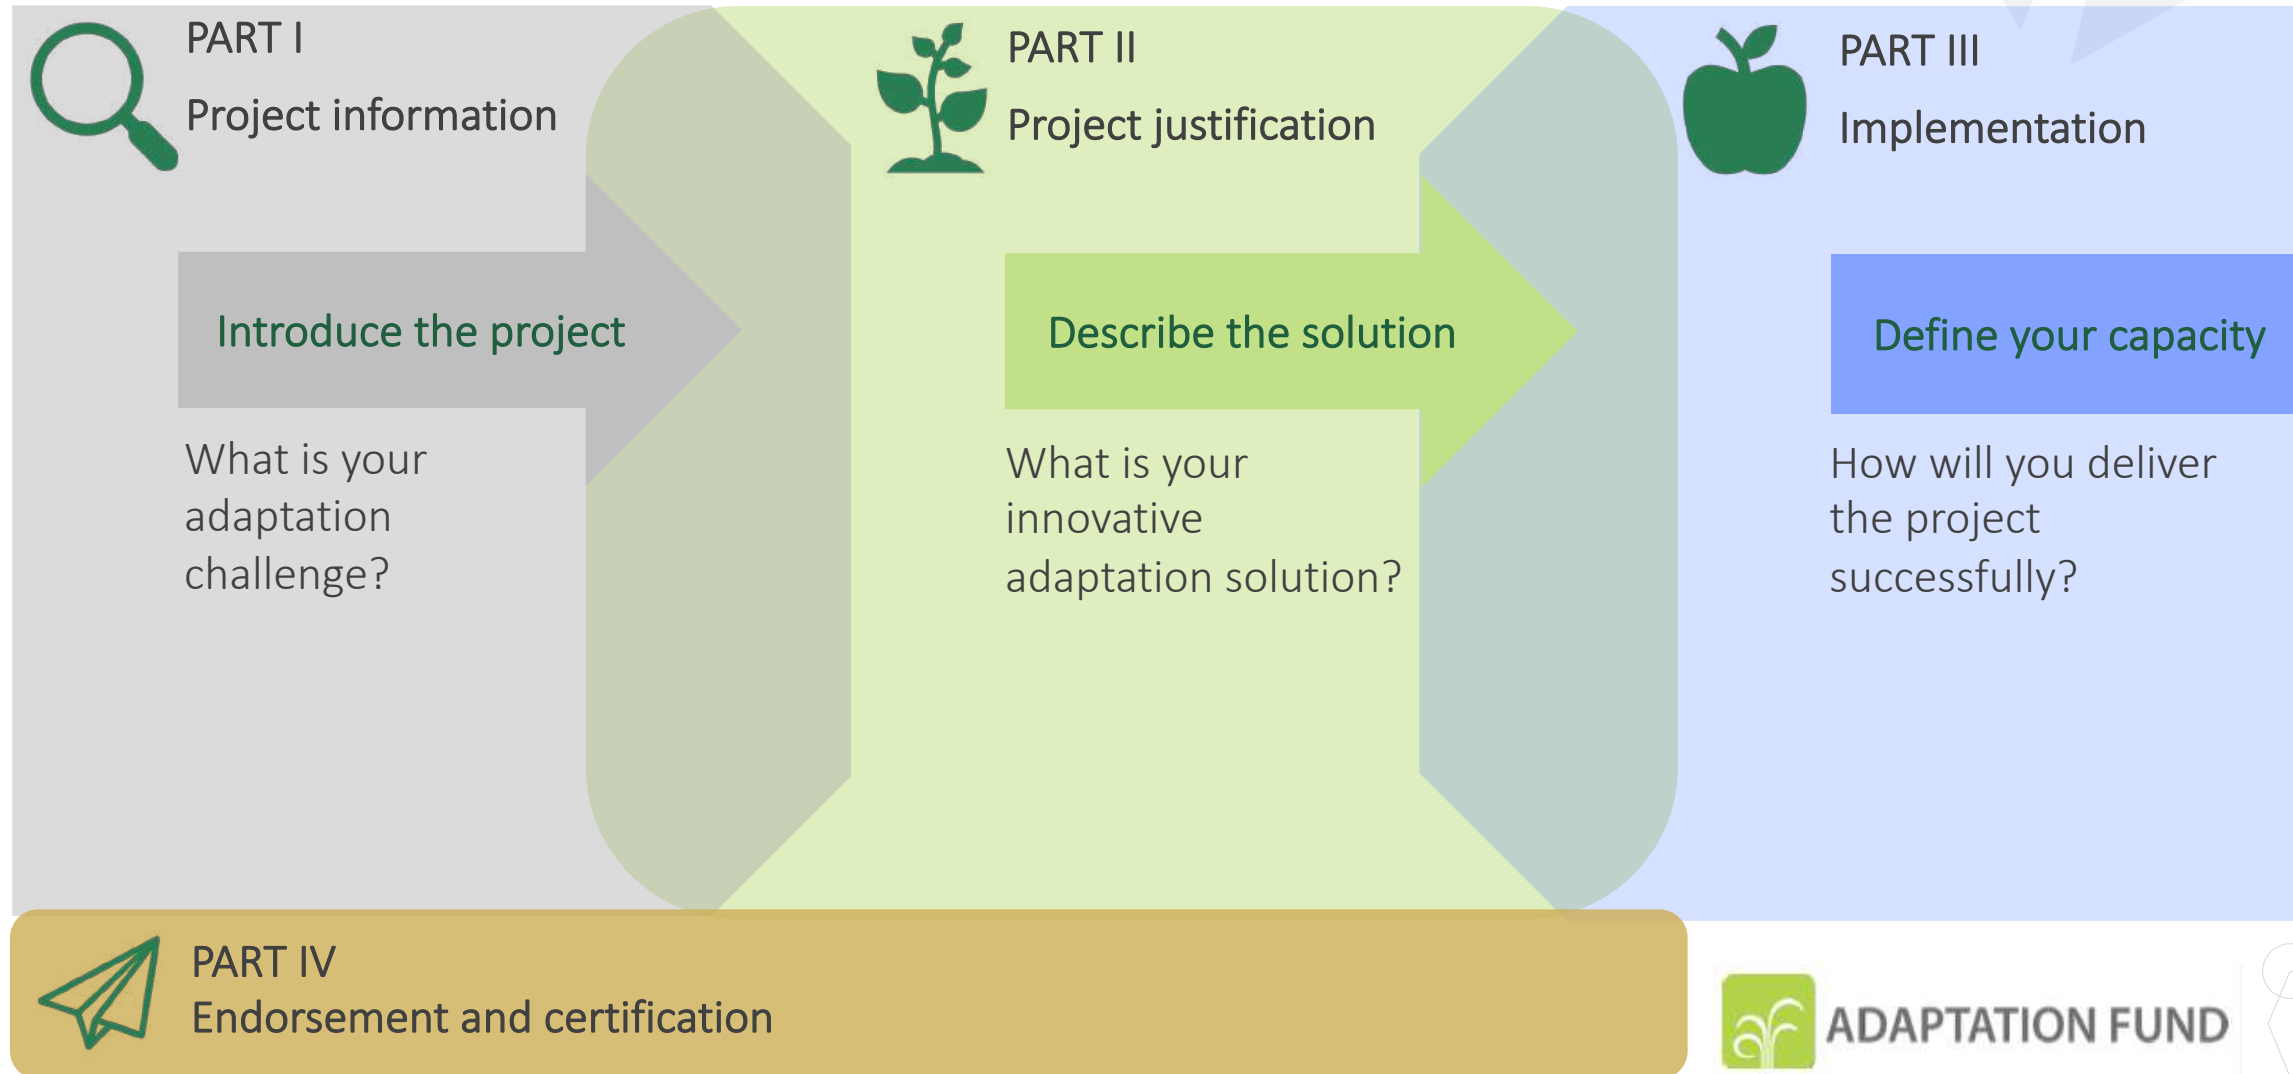 PART I
Project information
Introduce the project
What is your
adaptation
challenge?
PART II
Project justification
Describe the solution
What is your
innovative
adaptation solution?
PART III
Implementation
Define your capacity
How will you deliver
the project
successfully?
PART IV
Endorsement and certification
ADAPTATION FUND